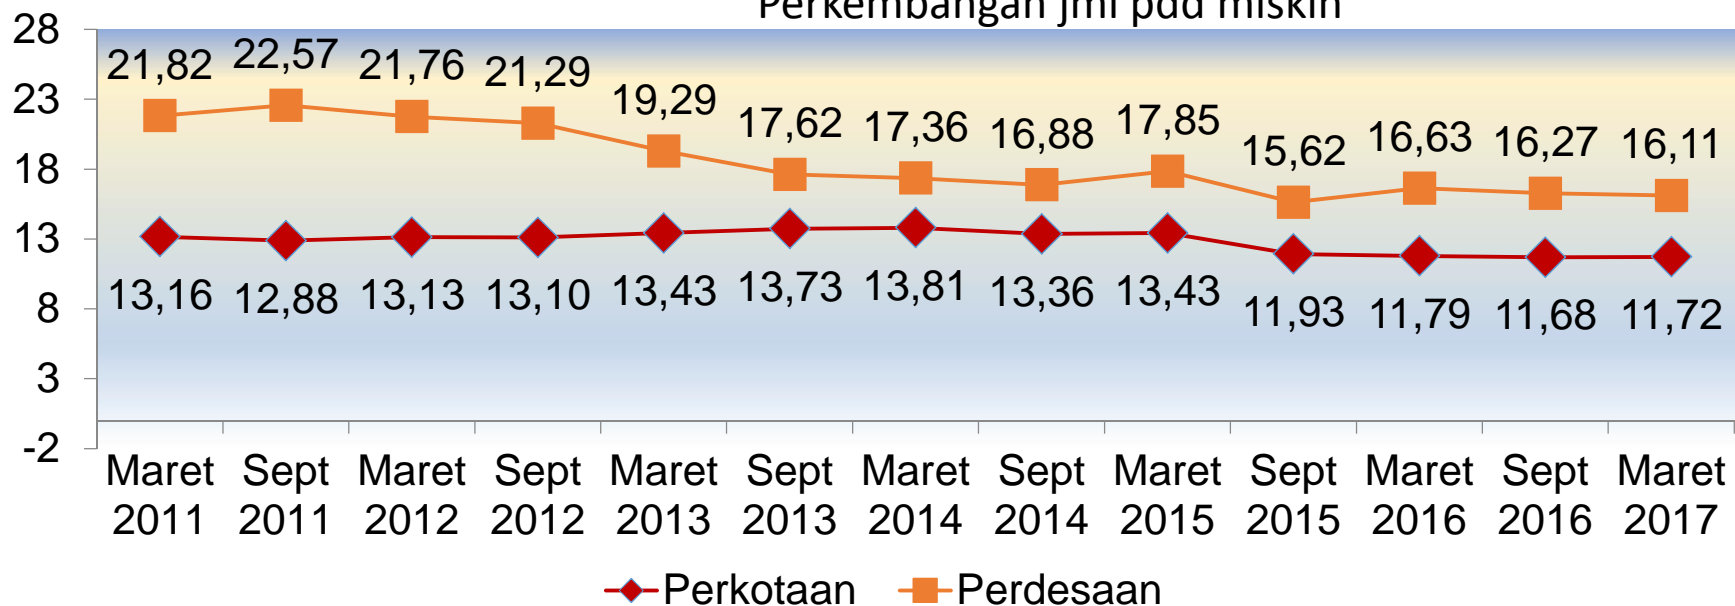 Perkembangan jml pdd miskin
28
23
18
13
8
3
-2
21,82 22,57 21,76 21,29 19,29 17,62 17,36 16,88 17,85 15,62 16,63 16,27 16,11
13,16 12,88 13,13 13,10 13,43 13,73 13,81 13,36 13,43 11,93 11,79 11,68 11,72
Maret Sept Maret Sept Maret Sept Maret Sept Maret Sept Maret Sept Maret
2011 2011 2012 2012 2013 2013 2014 2014 2015 2015 2016 2016 2017
Perkotaan Perdesaan